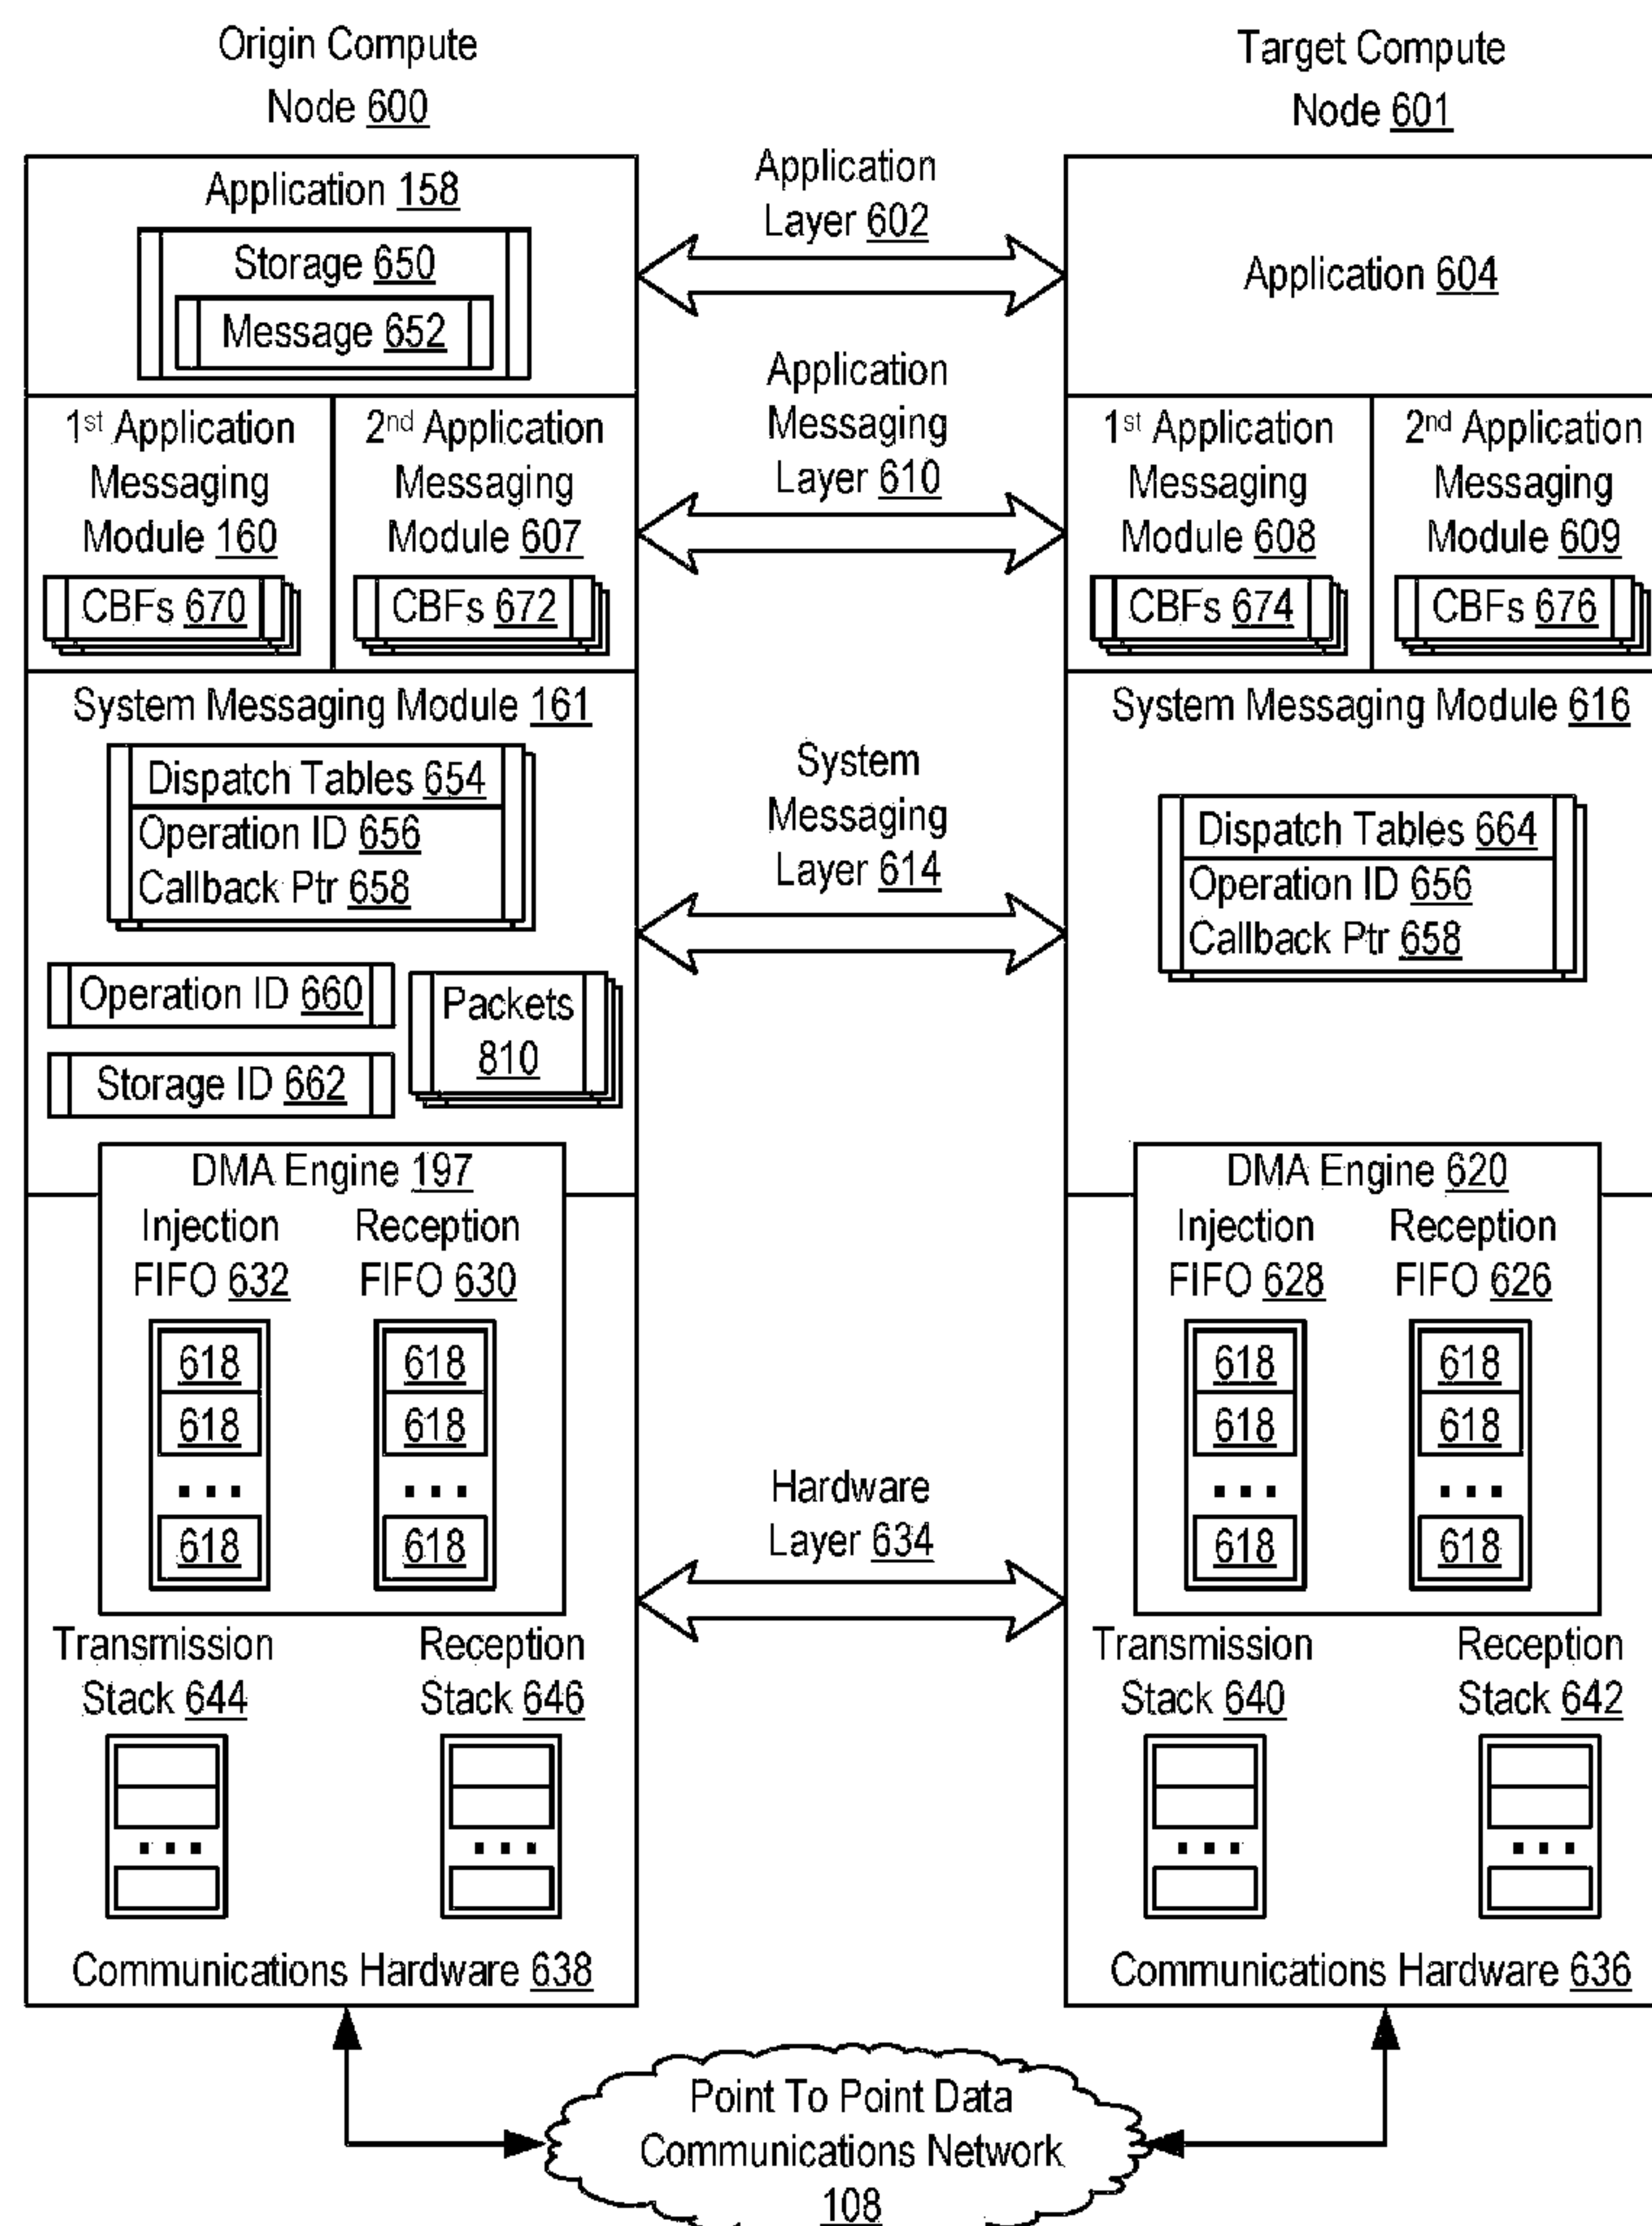 Origin Compute
Node 600
Target Compute
Node 601
Application 158
Storage 650
Message 652
Application
Layer 602
Application 604
1st Application
Messaging
Module 160
CBFs 670
2nd Application
Messaging
Module 607
CBFs 672
Application
Messaging
Layer 610
1st Application
Messaging
Module 608
CBFs 674
2nd Application
Messaging
Module 609
CBFs 676
System Messaging Module 161
Dispatch Tables 654
Operation ID 656
Callback Ptr 658
Operation ID 660
Storage ID 662
Packets
810
System
Messaging
Layer 614
System Messaging Module 616
Dispatch Tables 664
Operation ID 656
Callback Ptr 658
DMA Engine 197
Injection
FIFO 632
618
618
...
618
Reception
FIFO 630
618
618
...
618
Hardware
Layer 634
DMA Engine 620
Injection
FIFO 628
618
618
...
618
Reception
FIFO 626
618
618
...
618
Transmission
Stack 644
...
Reception
Stack 646
...
Communications Hardware 638
Transmission
Stack 640
...
Reception
Stack 642
...
Communications Hardware 636
Point To Point Data
Communications Network
108